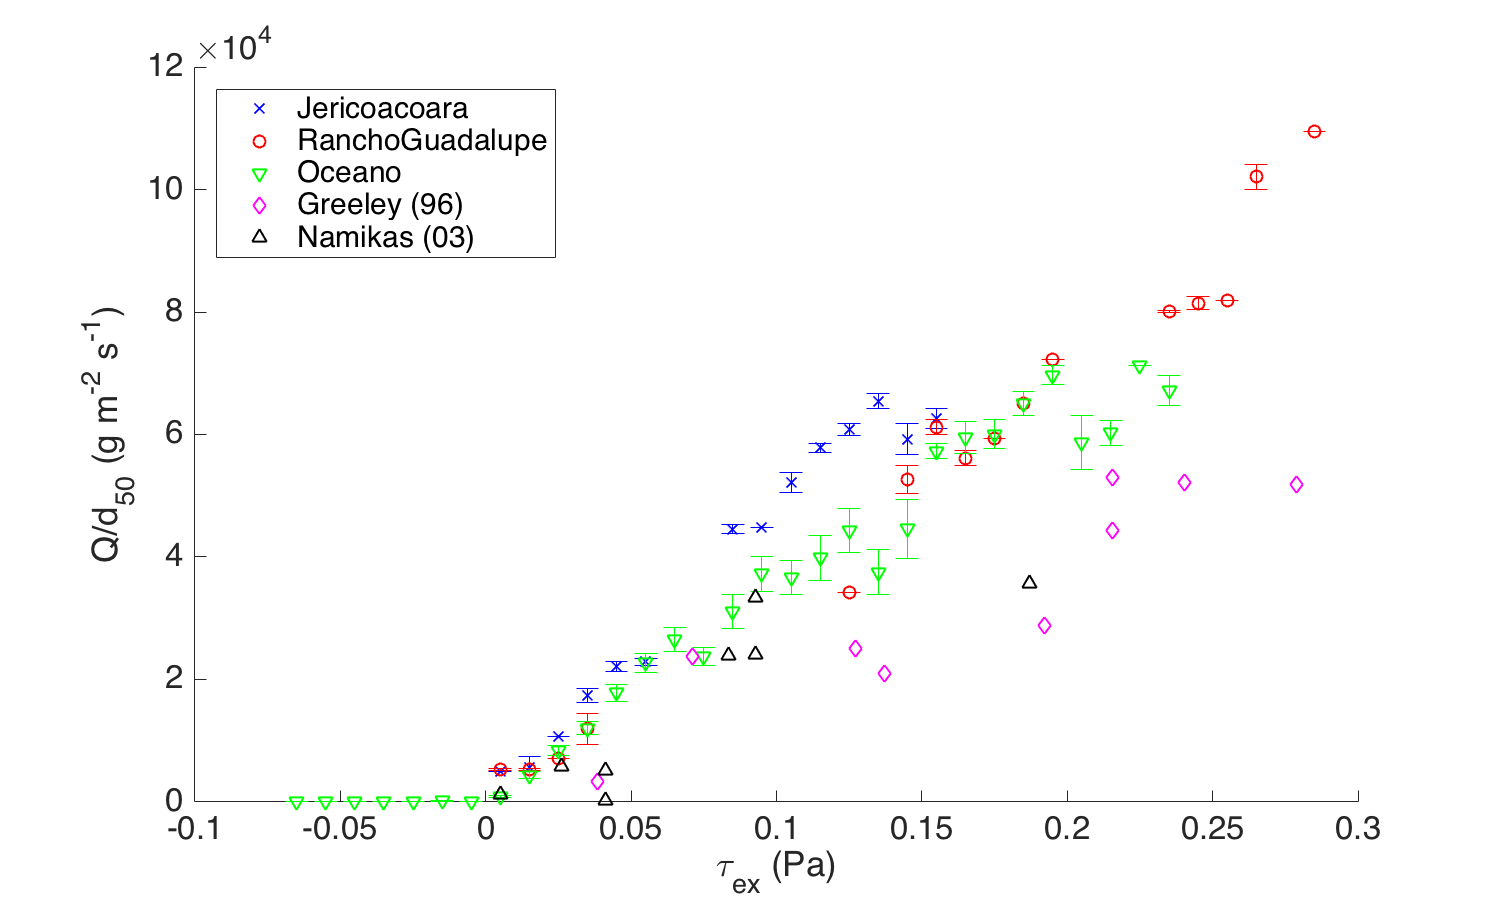 ×10^4
12
10
8
6
4
2
0
Jericoacoara
RanchoGuadalupe
Oceano
Greeley (96)
Namikas (03)
Q/d_50 (g m^-2 s^-1)
-0.1 -0.05 0 0.05 0.1 0.15 0.2 0.25 0.3
τ_ex (Pa)